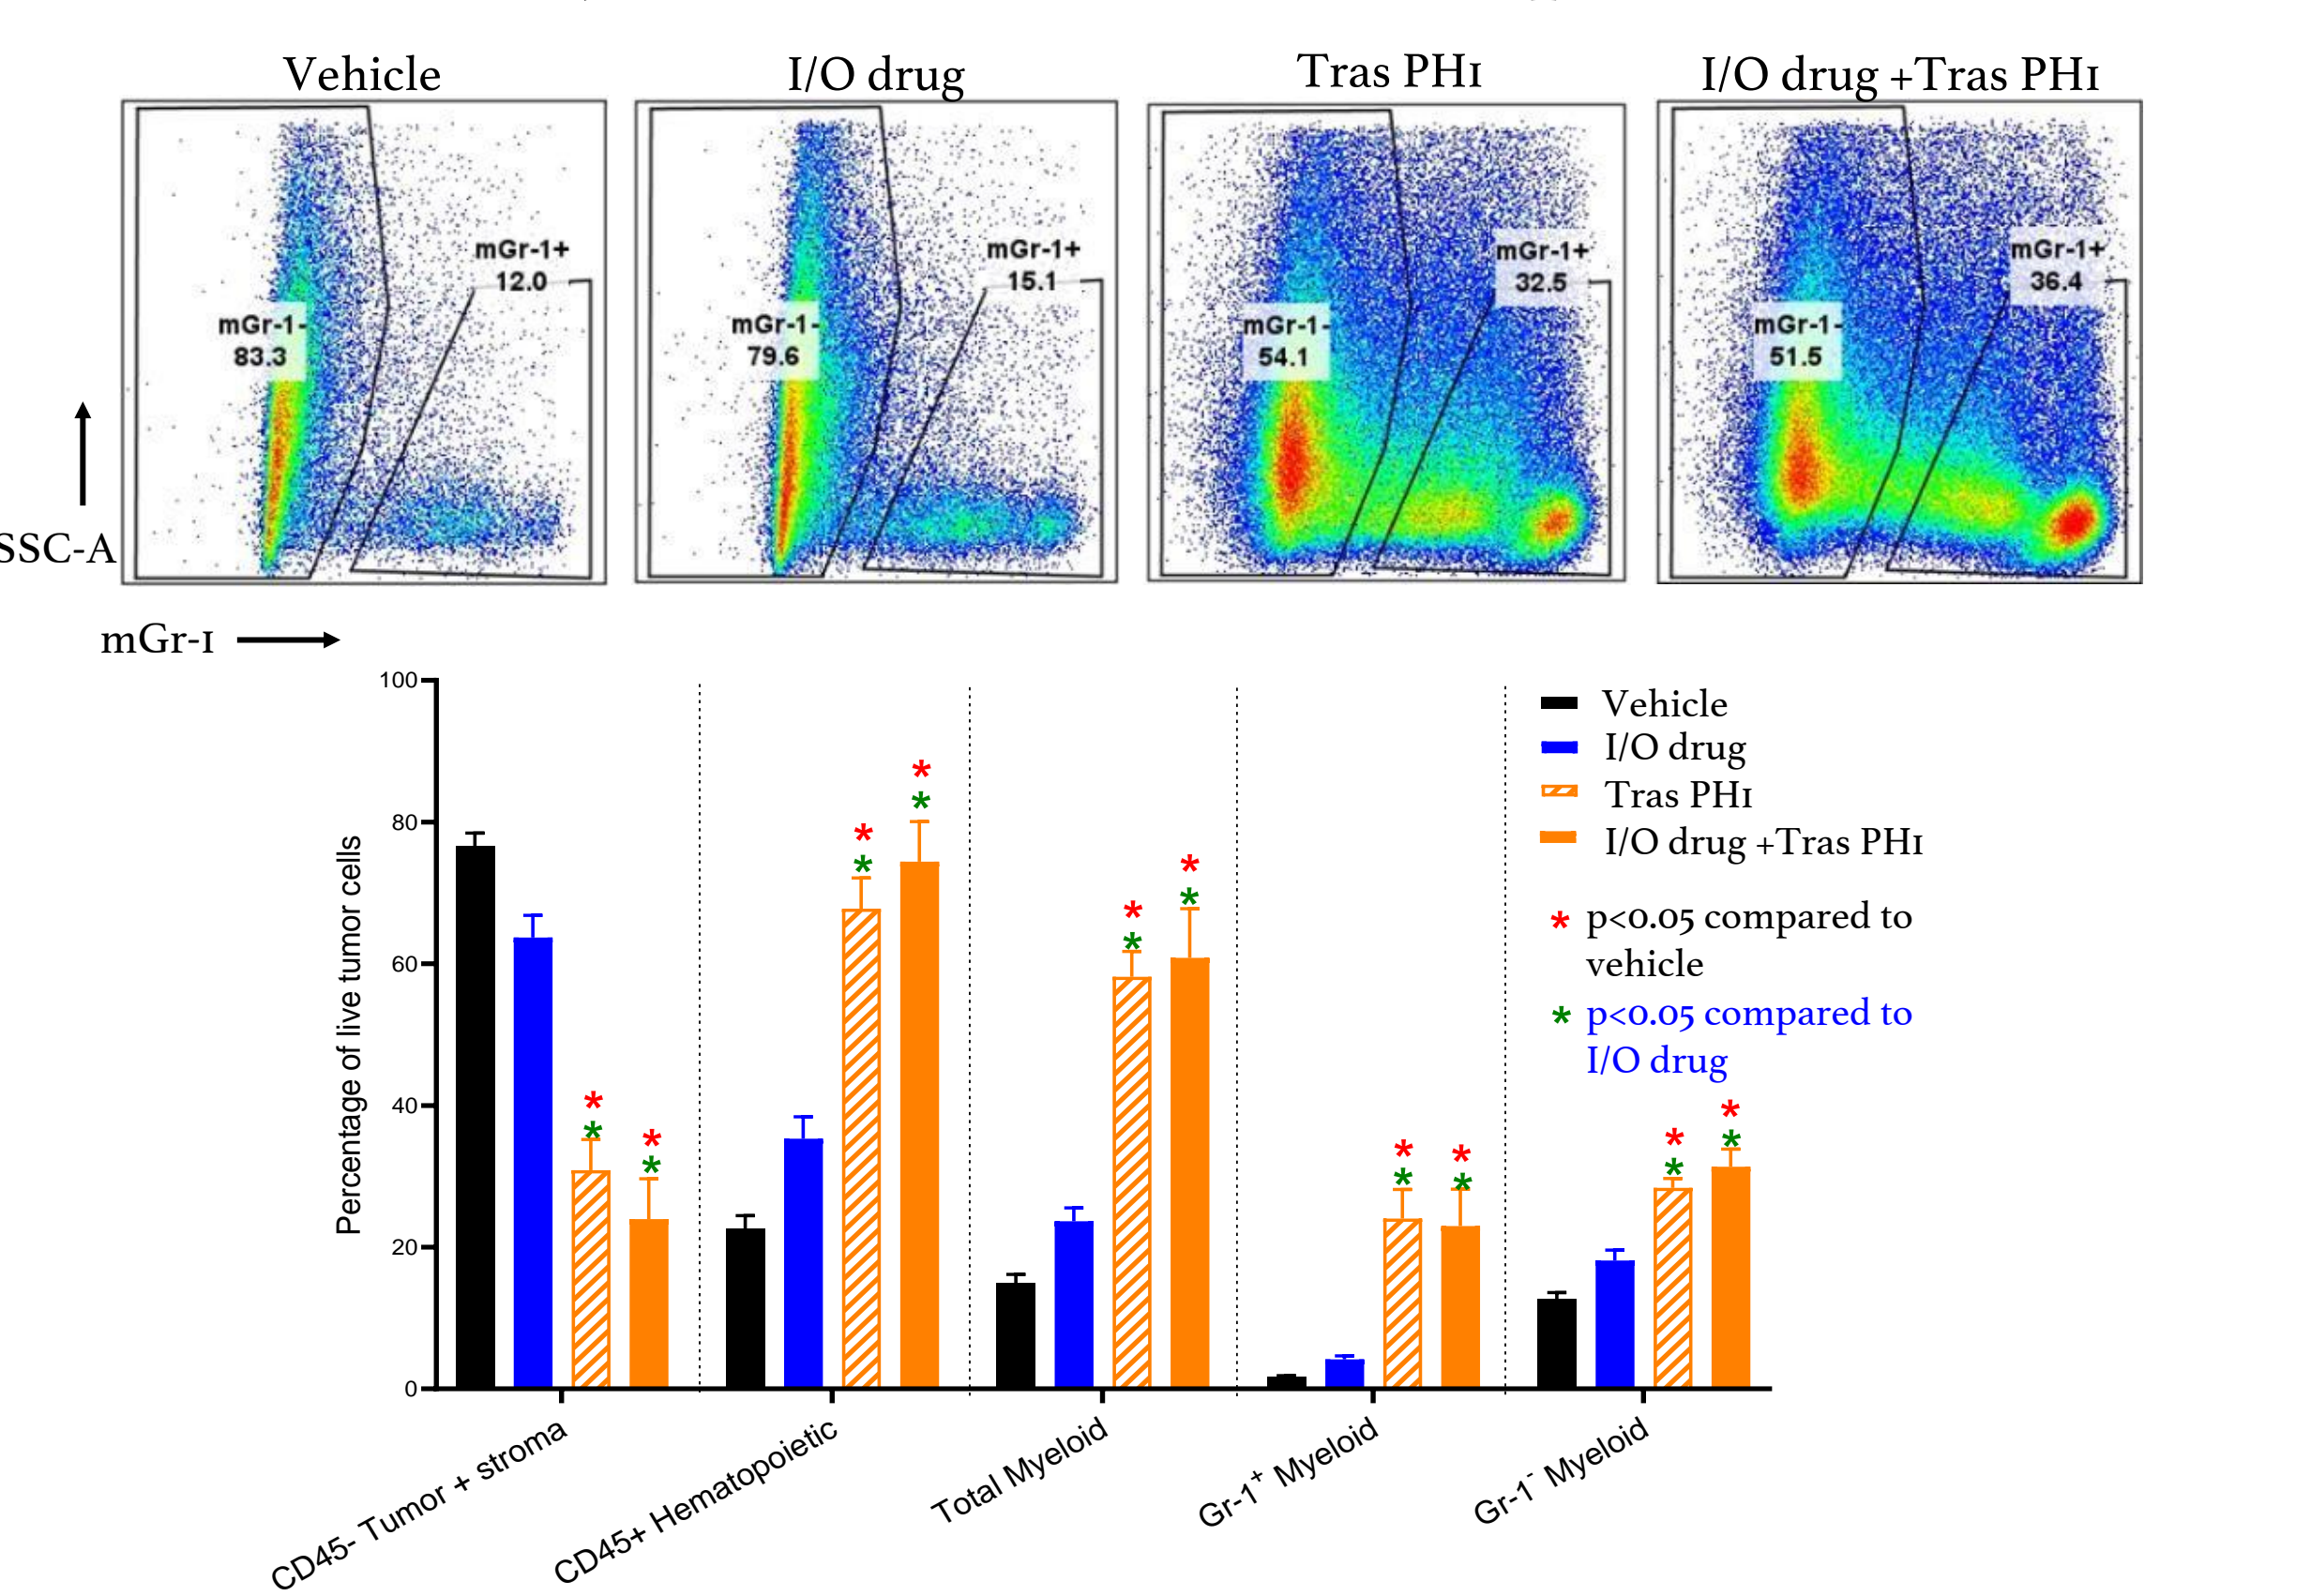 Vehicle
I/O drug
Tras PH1
I/O drug +Tras PH1
mGr-1+
12.0
mGr-1-
83.3
mGr-1+
15.1
mGr-1-
79.6
mGr-1+
32.5
mGr-1-
54.1
mGr-1+
36.4
mGr-1-
51.5
SSC-A
mGr-1
100
80
60
40
20
0
Percentage of live tumor cells
Vehicle
I/O drug
Tras PH1
I/O drug +Tras PH1
* p<0.05 compared to
vehicle
* p<0.05 compared to
I/O drug
CD45- Tumor + stroma
CD45+ Hematopoietic
Total Myeloid
Gr-1+ Myeloid
Gr-1- Myeloid